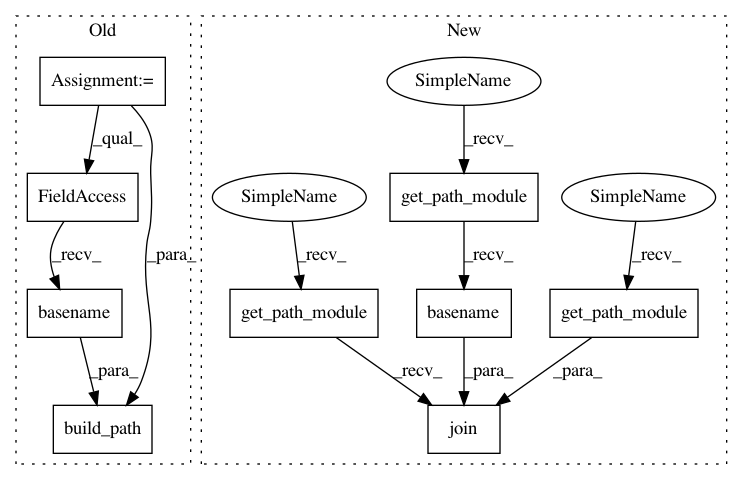 Old
New
Assignment:=
SimpleName
_qual_
_recv_
FieldAccess
SimpleName
get_path_module
SimpleName
_recv_
_para_
_recv_
_recv_
_recv_
basename
get_path_module
basename
get_path_module
_para_
_recv_
_para_
_para_
build_path
join